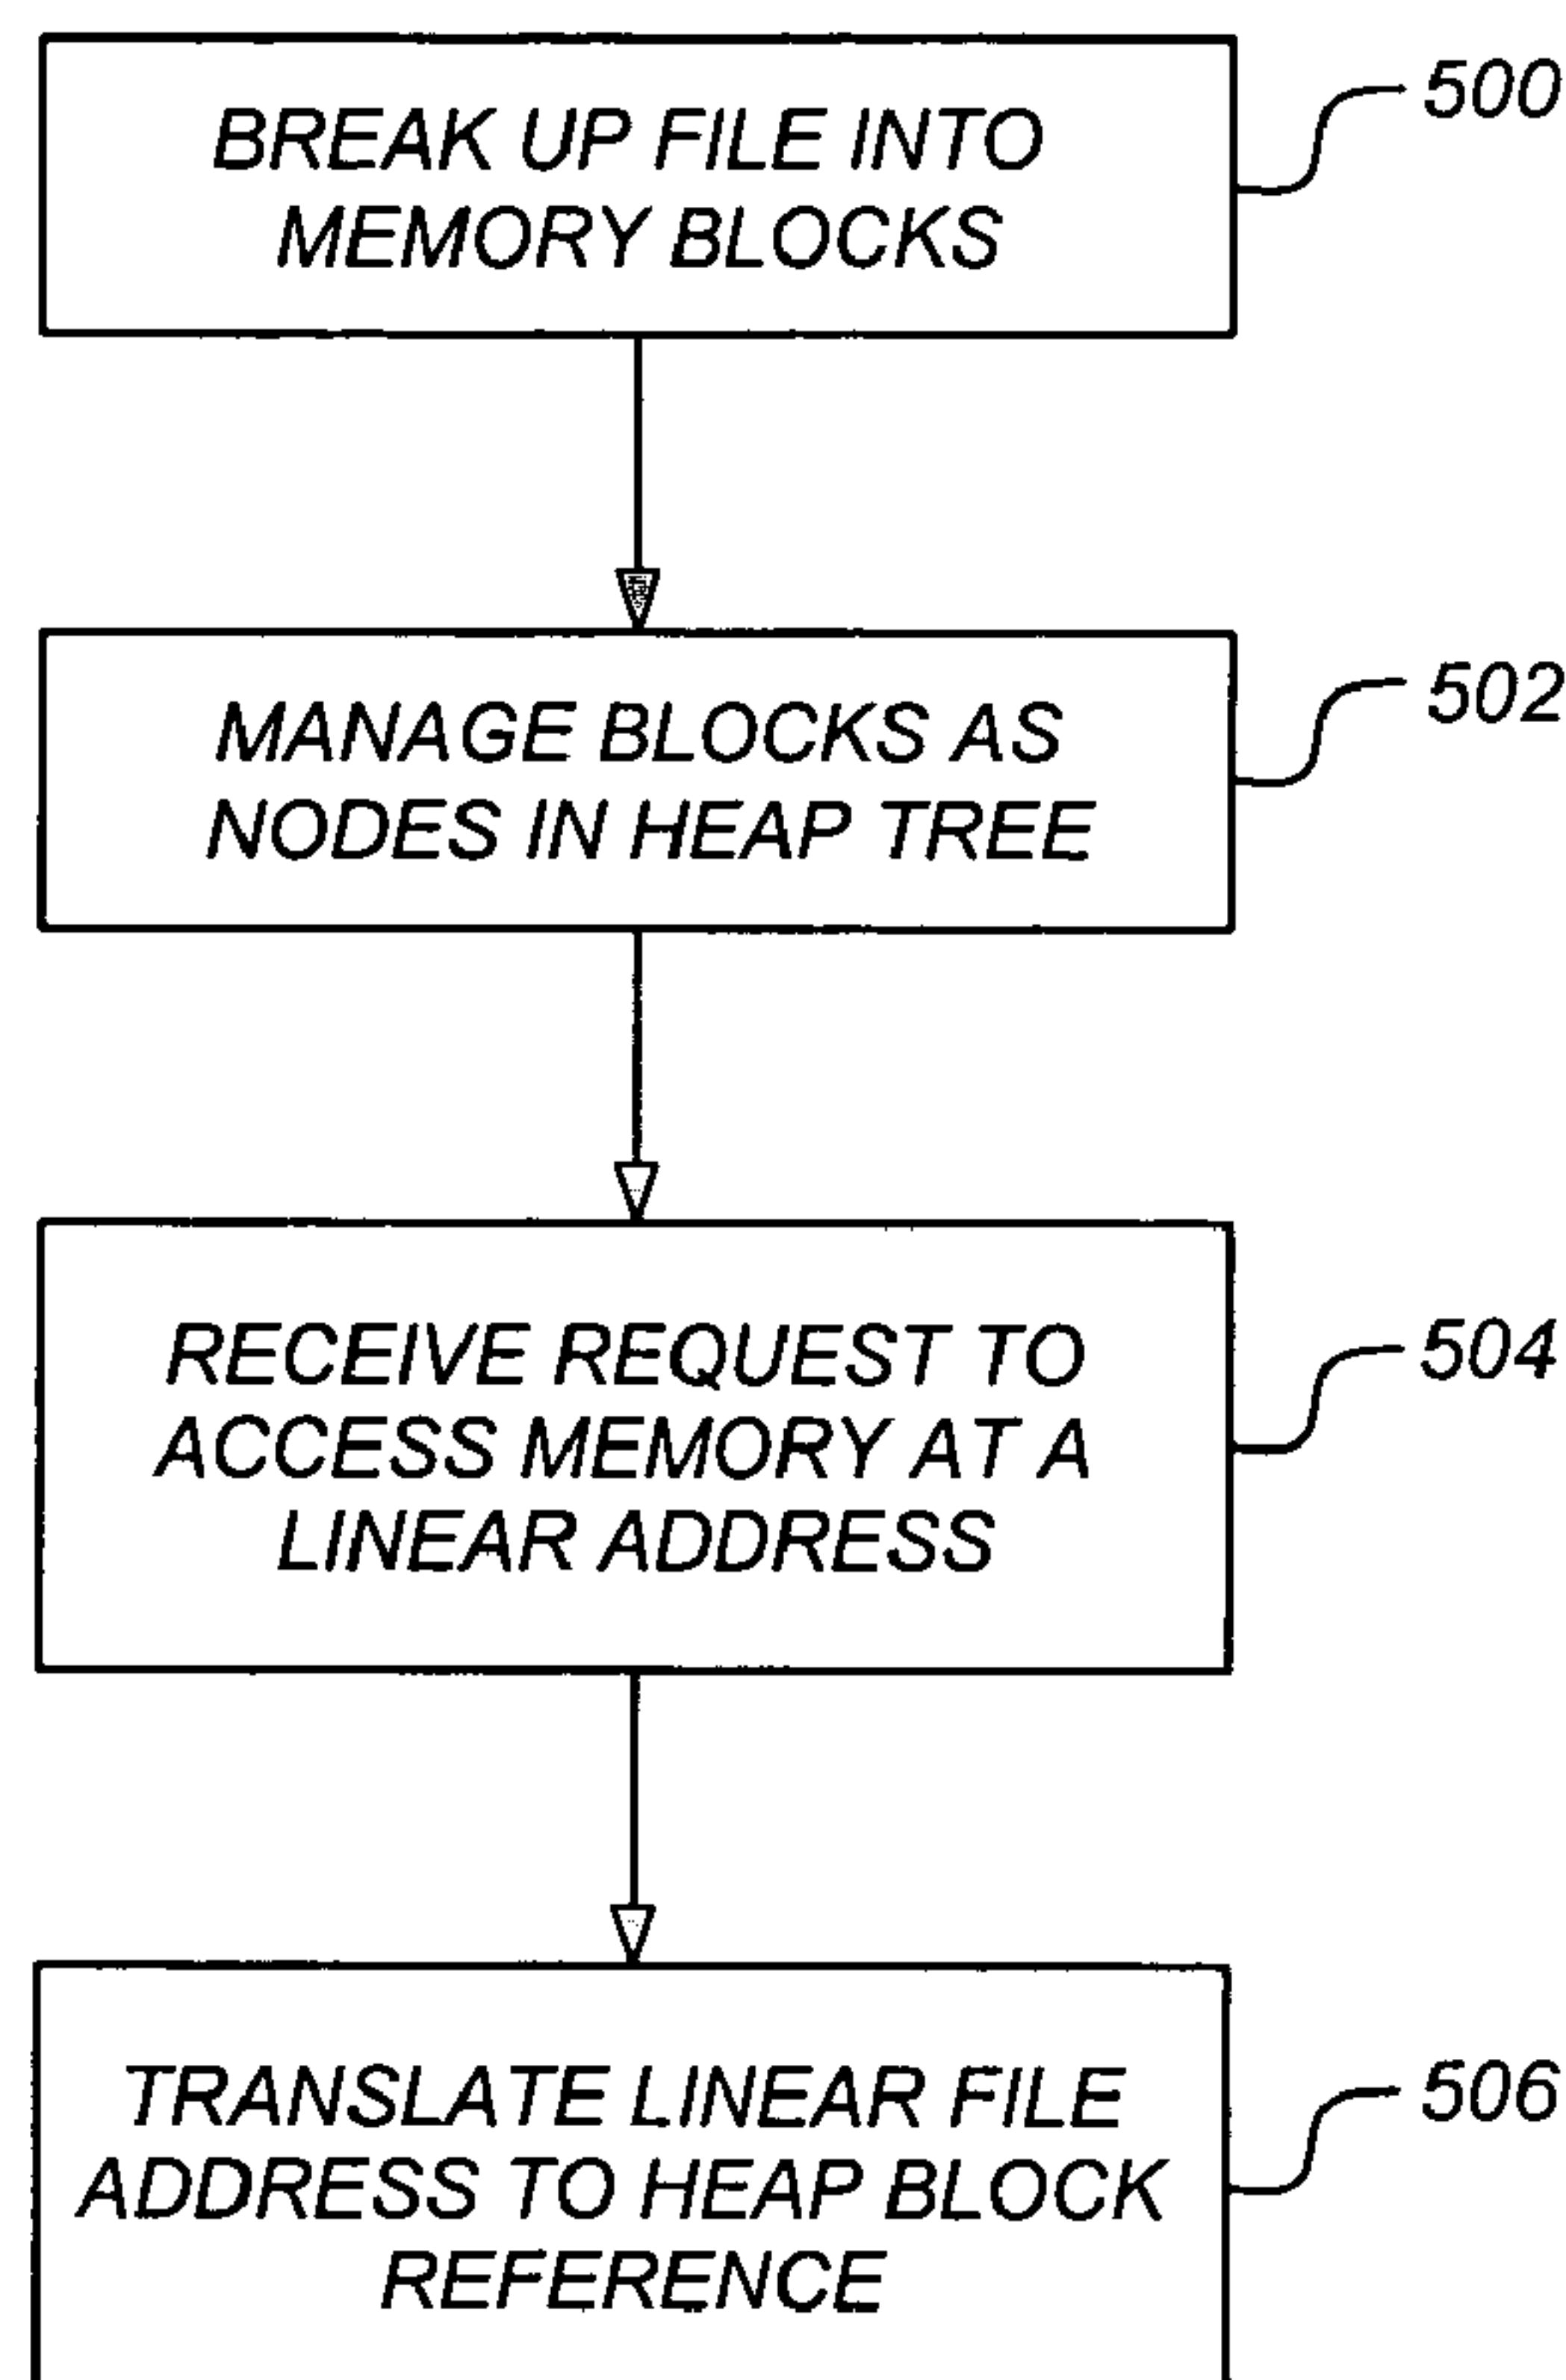 BREAK UP FILE INTO
MEMORY BLOCKS
500
MANAGE BLOCKS AS
NODES IN HEAP TREE
502
RECEIVE REQUEST TO
ACCESS MEMORY AT A
LINEAR ADDRESS
504
TRANSLATE LINEAR FILE
ADDRESS TO HEAP BLOCK
REFERENCE
506